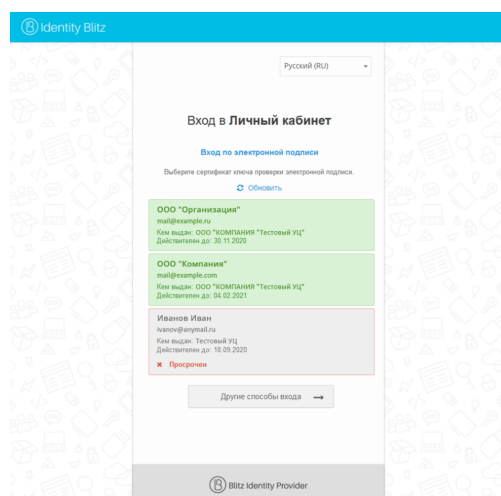 Identity Blitz
Русский (RU)
Вход в Личный кабинет
Вход по электронной подписи
Выберите сертификат ключа проверки электронной подписи.
Обновить
ООО "Организация"
mail@example.ru
Кем выдан: ООО "КОМПАНИЯ "Тестовый УЦ"
Действителен до: 30.11.2020
ООО "Компания"
mail@example.com
Кем выдан: ООО "КОМПАНИЯ "Тестовый УЦ"
Действителен до: 04.02.2021
Иванов Иван
ivanov@anymail.ru
Кем выдан: Тестовый УЦ
Действителен до: 18.09.2020
Просрочен
Другие способы входа
Blitz Identity Provider